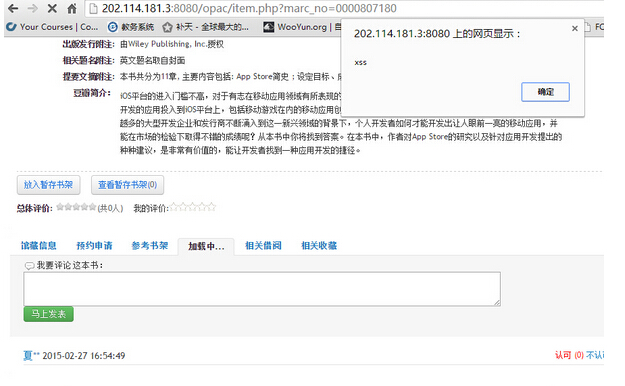 202.114.181.3:8080/opac/item.php?marc_no=0000807180
Your Courses | Co... 教务系统 补天 - 全球最大的... WooYun.org | 自
202.114.181.3:8080 上的网页显示：
xss
确定
出版发行附注: 由Wiley Publishing, Inc.授权
相关题名附注: 英文题名取自封面
提要文摘附注: 本书共分为11章, 主要内容包括: App Store简史；设定目标、
豆瓣简介: iOS平台的进入门槛不高，对于有志在移动应用领域有所表现的
开发的应用投入到iOS平台上，包括移动游戏在内的移动应用
越多的大型开发企业和发行商不断涌入到这一新兴领域的背景下，个人开发者如何才能开发出让人眼前一亮的移动应用，并
能在市场的检验下取得不错的成绩呢？从本书中你将找到答案。在本书中，作者对App Store的研究以及针对应用开发提出的
种种建议，是非常有价值的，能让开发者找到一种应用开发的捷径。
放入暂存书架 查看暂存书架(0)
总体评价: (共0人) 我的评价:
馆藏信息 预约申请 参考书架 加载中... 相关借阅 相关收藏
我要评论这本书：
马上发表
夏** 2015-02-27 16:54:49 认可 (0) 不认